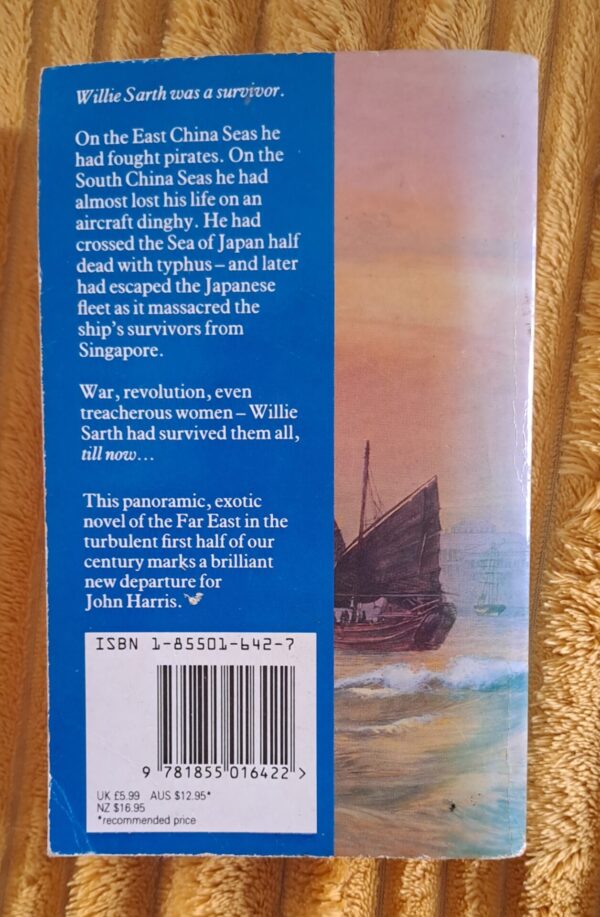 Willie Sarth was a survivor.
On the East China Seas he
had fought pirates. On the
South China Seas he had
almost lost his life on an
aircraft dinghy. He had
crossed the Sea of Japan half
dead with typhus – and later
had escaped the Japanese
fleet as it massacred the
ship's survivors from
Singapore.
War, revolution, even
treacherous women – Willie
Sarth had survived them all,
till now...
This panoramic, exotic
novel of the Far East in the
turbulent first half of our
century marks a brilliant
new departure for
John Harris.
ISBN 1-85501-642-7
9 781855 016422 >
UK £5.99 AUS $12.95*
NZ $16.95
*recommended price